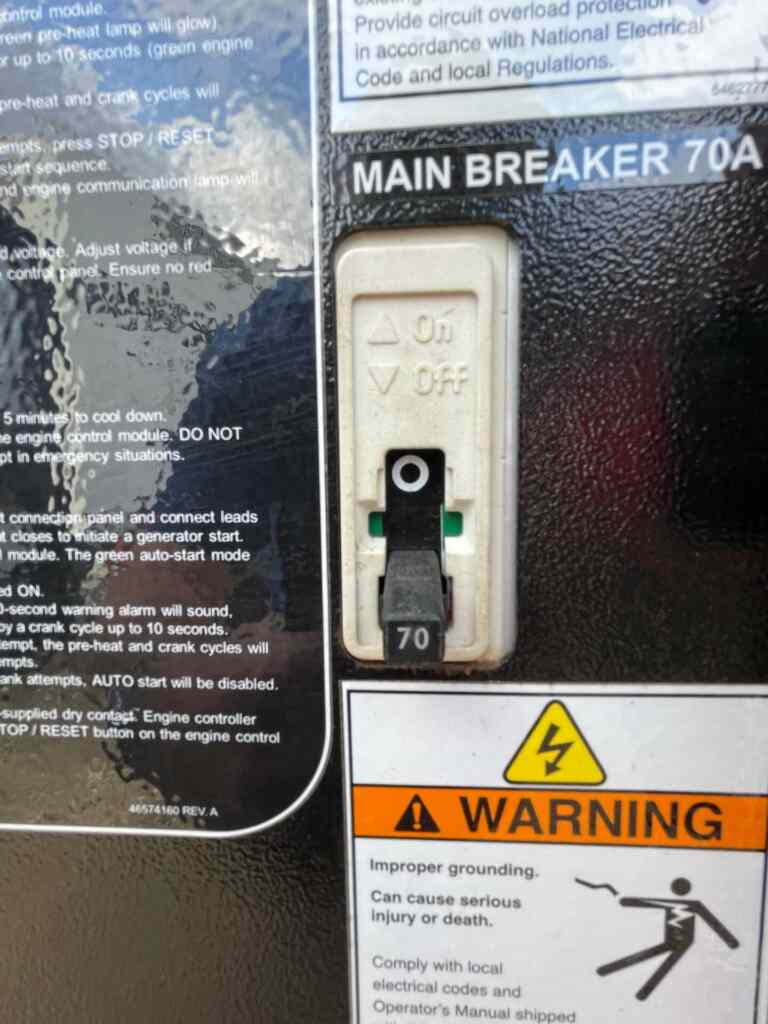 control module.
green pre-heat lamp will glow)
or up to 10 seconds (green engine
pre-heat and crank cycles will
empts, press STOP / RESET
start sequence.
nd engine communication lamp will
d voltage. Adjust voltage if
control panel. Ensure no red
5 minutes to cool down.
e engine control module. DO NOT
pt in emergency situations.
t connection panel and connect leads
t closes to initiate a generator start.
l module. The green auto-start mode
ed ON.
0-second warning alarm will sound,
by a crank cycle up to 10 seconds.
tempt, the pre-heat and crank cycles will
empts.
ank attempts, AUTO start will be disabled.
-supplied dry contact. Engine controller
TOP / RESET button on the engine control
46574160 REV. A
existing
Provide circuit overload protection
in accordance with National Electrical
Code and local Regulations.
MAIN BREAKER 70A
△ On
▽ Off
O
70
WARNING
Improper grounding.
Can cause serious
injury or death.
Comply with local
electrical codes and
Operator's Manual shipped